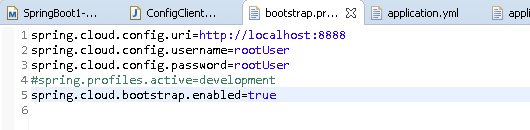 SpringBoot1-...
ConfigClient...
bootstrap.pr...
application.yml
appli
1 spring.cloud.config.uri=http://localhost:8888
2 spring.cloud.config.username=rootUser
3 spring.cloud.config.password=rootUser
4 #spring.profiles.active=development
5 spring.cloud.bootstrap.enabled=true
6